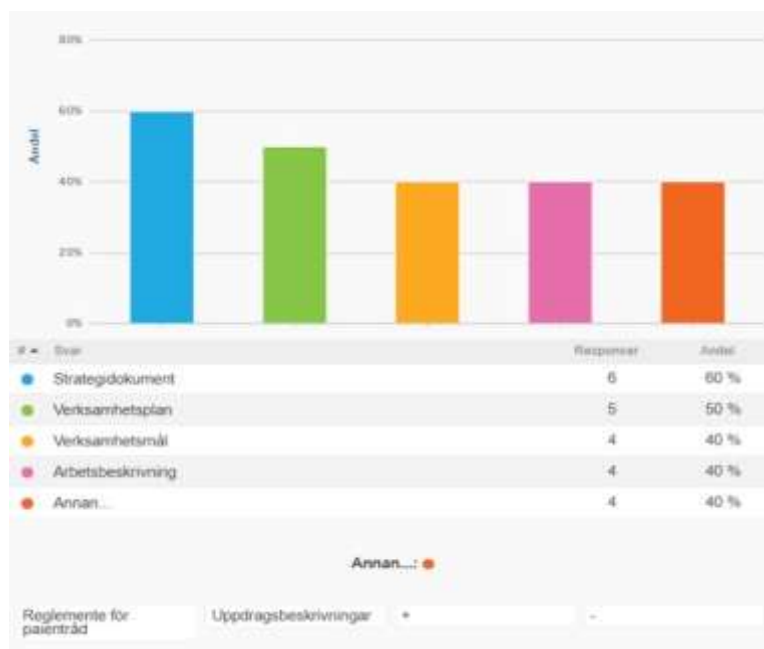 80%
60%
Andel
40%
20%
0%
# Svar Responser Andel
Strategidokument 6 60 %
Verksamhetsplan 5 50 %
Verksamhetsmål 4 40 %
Arbetsbeskrivning 4 40 %
Annan... 4 40 %
Annan...:
Reglemente för Uppdragsbeskrivningar + -
paientråd